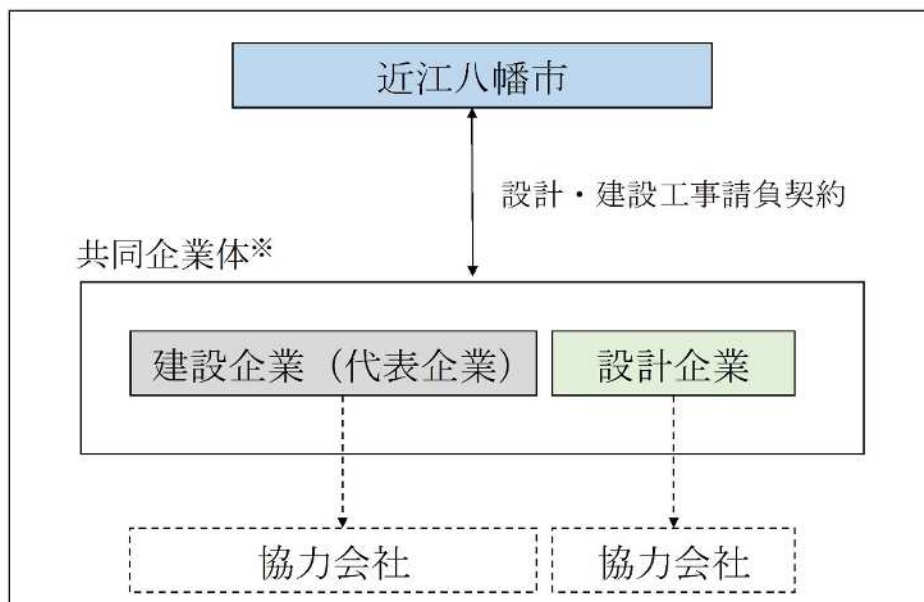 近江八幡市
設計・建設工事請負契約
共同企業体※
建設企業（代表企業）
設計企業
協力会社
協力会社